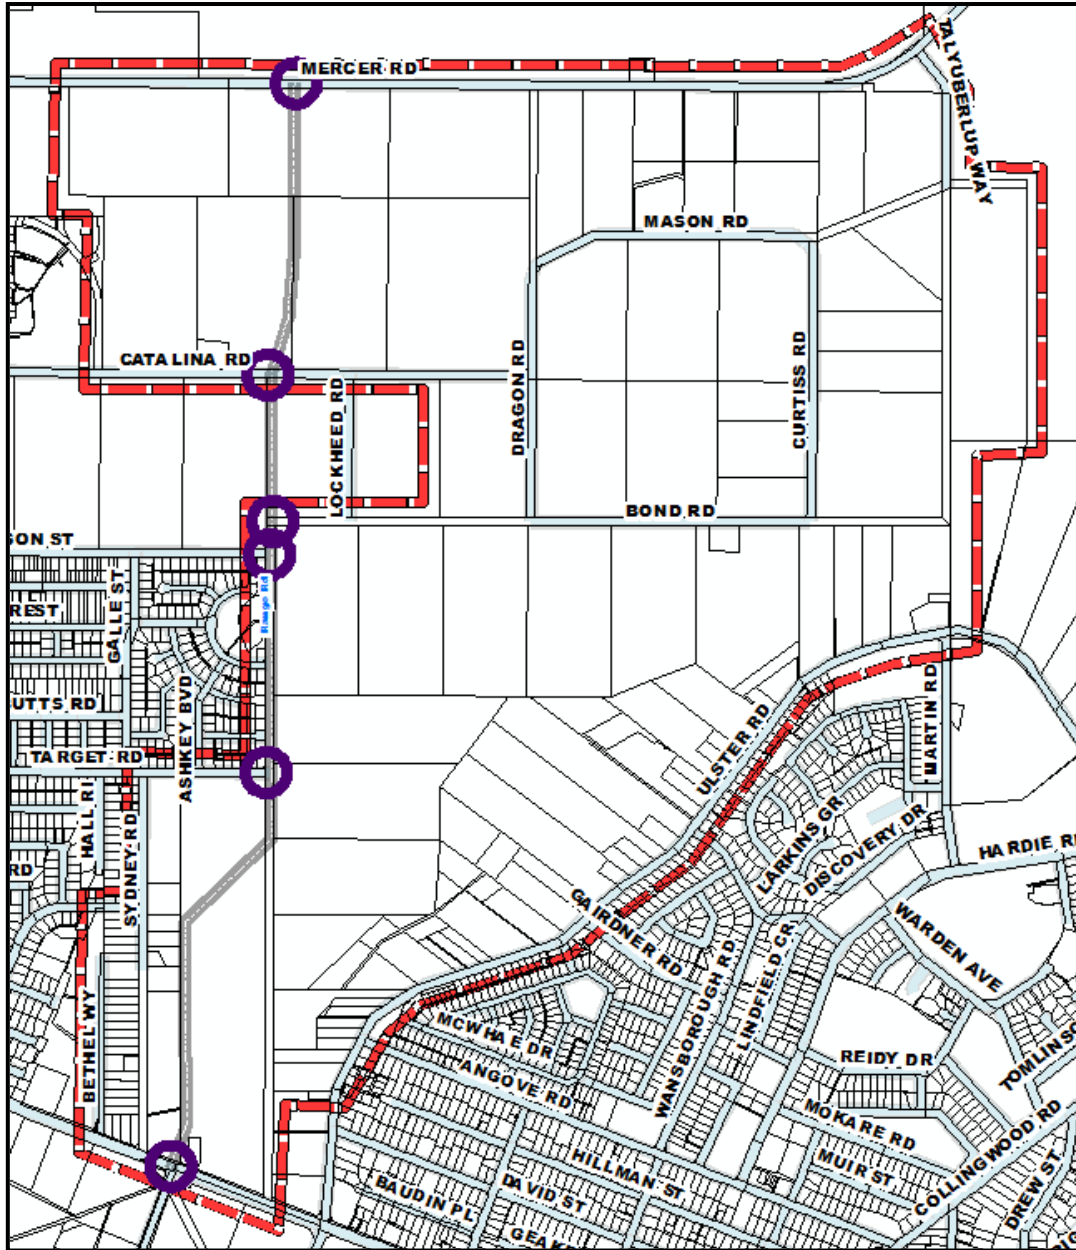 MERCER RD
TALYUBERLUP WAY
MASON RD
CATALINA RD
LOCKHEED RD
DRAGON RD
CURTISS RD
BOND RD
SON ST
GALLE ST
REST
UTTS RD
ASHKEY BVD
TARGET RD
HALL RI
SYDNEY RD
RD
BETHEL WY
ULSTER RD
MARTIN RD
LARKINS GR
DISCOVERY DR
HARDIE RD
GAIRDNER RD
WARDEN AVE
WANSBOROUGH RD
LINDFIELD CR
MCWHAE DR
ANGOVE RD
REIDY DR
TOMLINSO
MOKARE RD
COLLINGWOOD RD
MUIR ST
HILLMAN ST
DAVID ST
BAUDIN PL
DREW ST
GEAKE